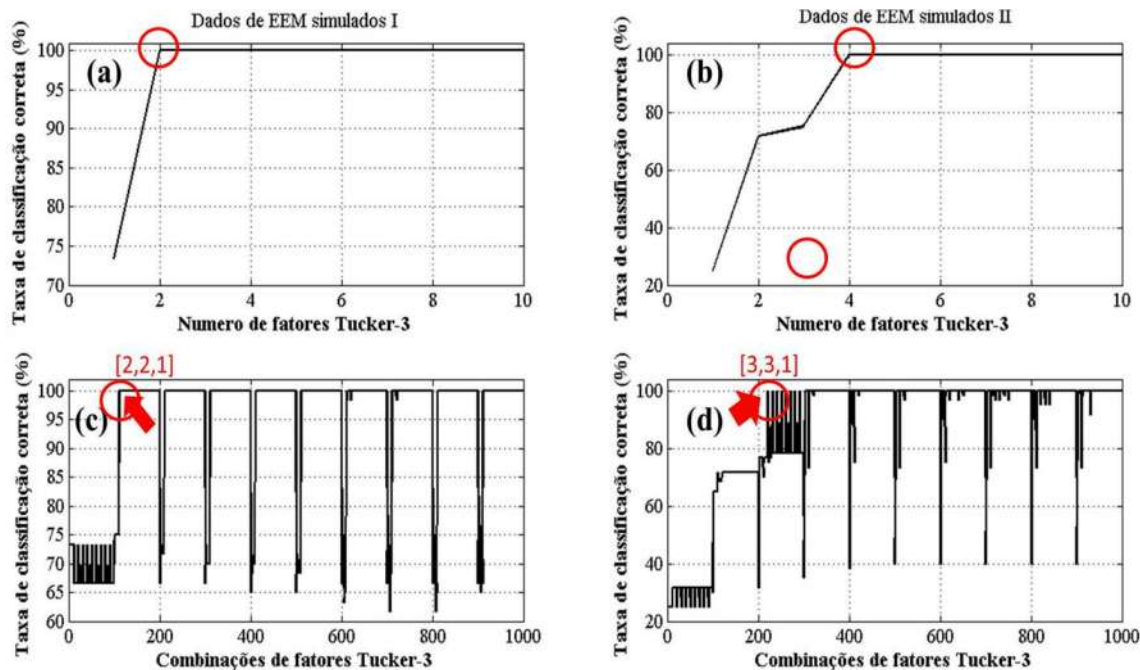 Dados de EEM simulados I
Taxa de classificação correta (%)
100
95
90
85
80
75
70
(a)
0 2 4 6 8 10
Numero de fatores Tucker-3
Dados de EEM simulados II
Taxa de classificação correta (%)
100
80
60
40
20
(b)
0 2 4 6 8 10
Numero de fatores Tucker-3
[2,2,1]
Taxa de classificação correta (%)
100
95
90
85
80
75
70
65
60
(c)
0 200 400 600 800 1000
Combinações de fatores Tucker-3
[3,3,1]
Taxa de classificação correta (%)
100
80
60
40
20
(d)
0 200 400 600 800 1000
Combinações de fatores Tucker-3